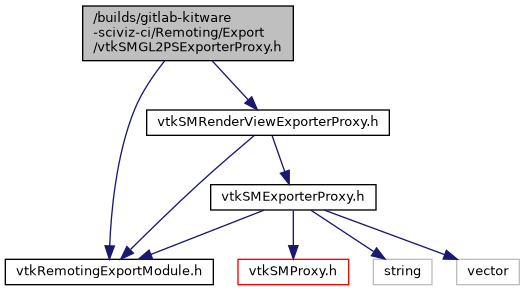 /builds/gitlab-kitware
-sciviz-ci/Remoting/Export
/vtkSMGL2PSExporterProxy.h
vtkSMRenderViewExporterProxy.h
vtkSMExporterProxy.h
vtkRemotingExportModule.h
vtkSMProxy.h
string
vector